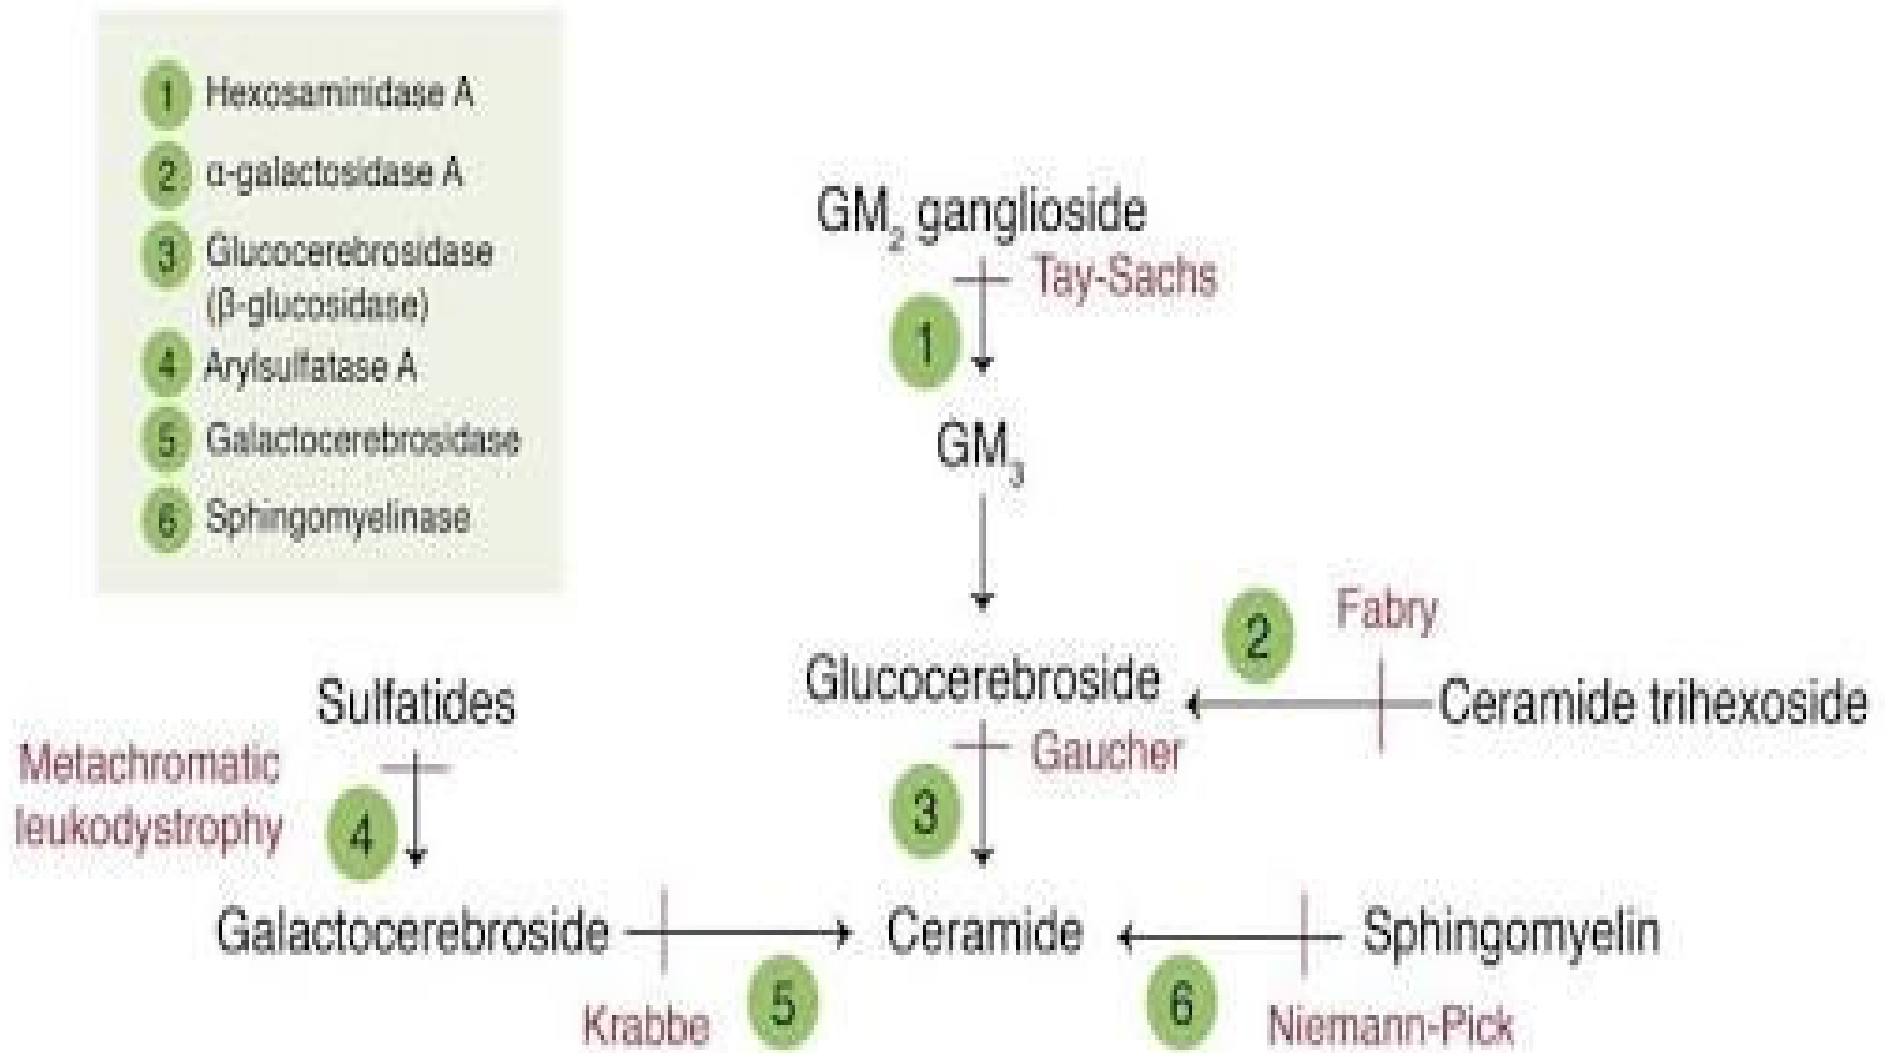 1 Hexosaminidase A
2 α-galactosidase A
3 Glucocerebrosidase
(β-glucosidase)
4 Arylsulfatase A
5 Galactocerebrosidase
6 Sphingomyelinase
GM₂ ganglioside
Tay-Sachs
1
GM₃
Fabry
2
Glucocerebroside
Ceramide trihexoside
Sulfatides
Gaucher
Metachromatic
leukodystrophy
4
3
Galactocerebroside
Ceramide
Sphingomyelin
Krabbe
5
6
Niemann-Pick